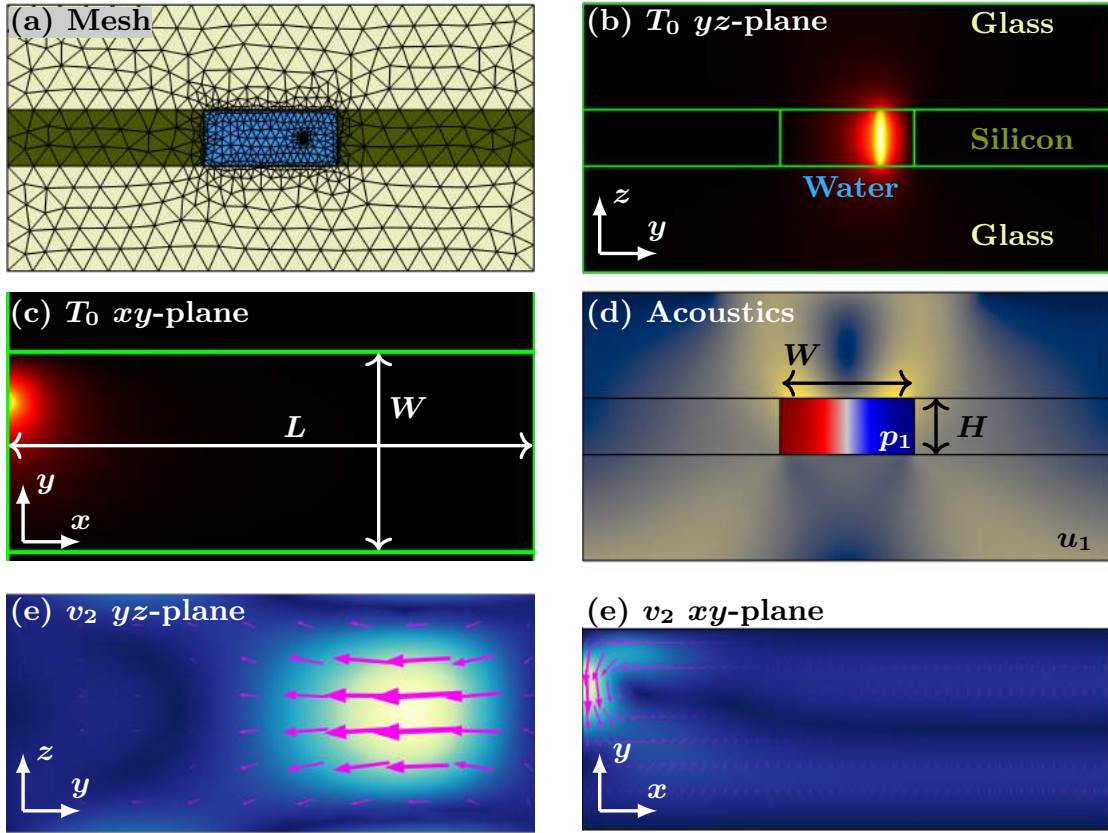 (a) Mesh
(b) T₀ yz-plane
Glass
Silicon
Water
z
y
Glass
(c) T₀ xy-plane
W
L
y
x
(d) Acoustics
W
H
p₁
u₁
(e) v₂ yz-plane
z
y
(e) v₂ xy-plane
y
x